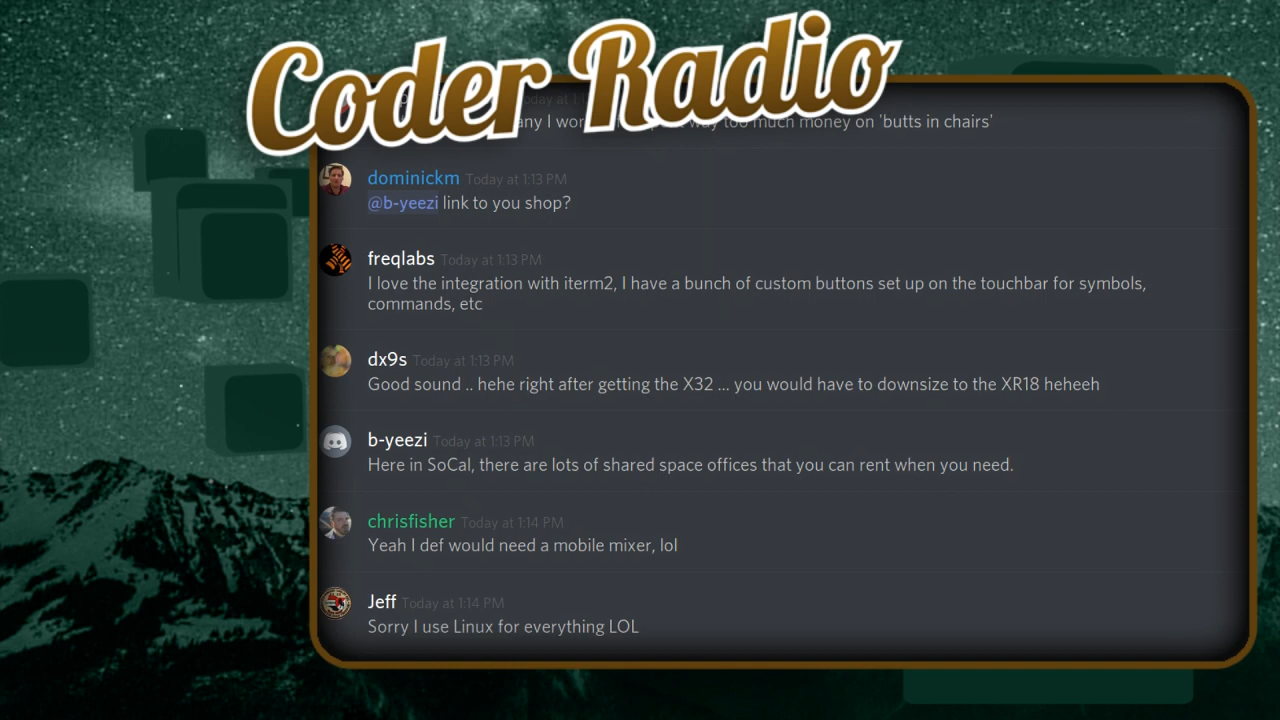 Coder Radio
way too much money on 'butts in chairs'
dominickm Today at 1:13 PM
@b-yeezi link to you shop?
freqlabs Today at 1:13 PM
I love the integration with iterm2, I have a bunch of custom buttons set up on the touchbar for symbols,
commands, etc
dx9s Today at 1:13 PM
Good sound .. hehe right after getting the X32 ... you would have to downsize to the XR18 heheeh
b-yeezi Today at 1:13 PM
Here in SoCal, there are lots of shared space offices that you can rent when you need.
chrisfisher Today at 1:14 PM
Yeah I def would need a mobile mixer, lol
Jeff Today at 1:14 PM
Sorry I use Linux for everything LOL